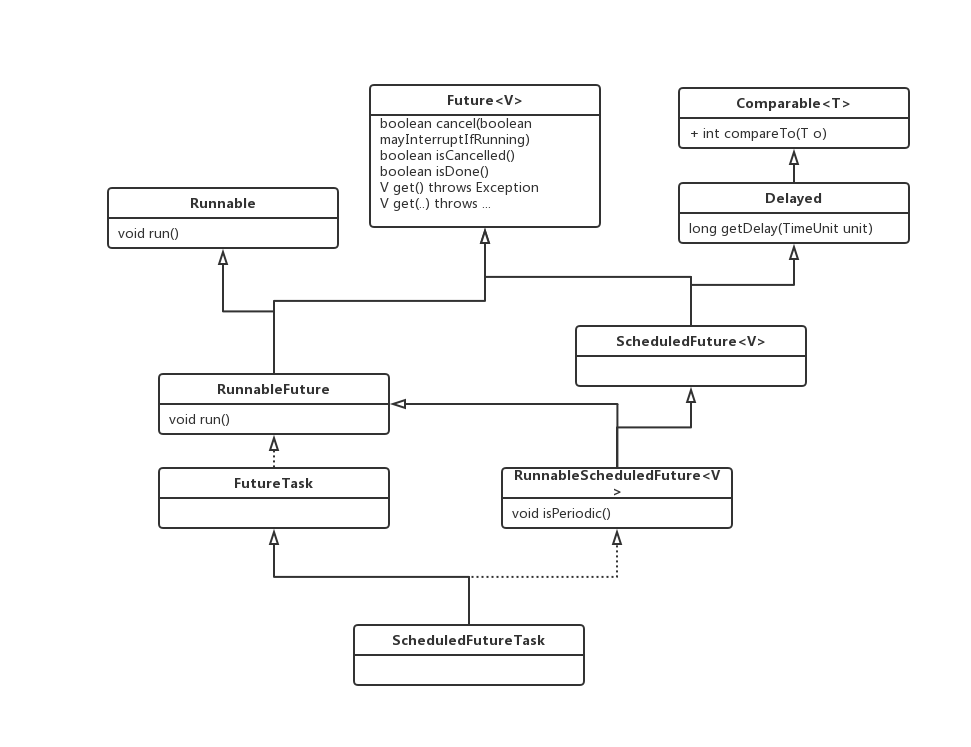 Future<V>
boolean cancel(boolean
mayInterruptIfRunning)
boolean isCancelled()
boolean isDone()
V get() throws Exception
V get(..) throws ...
Comparable<T>
+ int compareTo(T o)
Runnable
void run()
Delayed
long getDelay(TimeUnit unit)
ScheduledFuture<V>
RunnableFuture
void run()
FutureTask
RunnableScheduledFuture<V
>
void isPeriodic()
ScheduledFutureTask